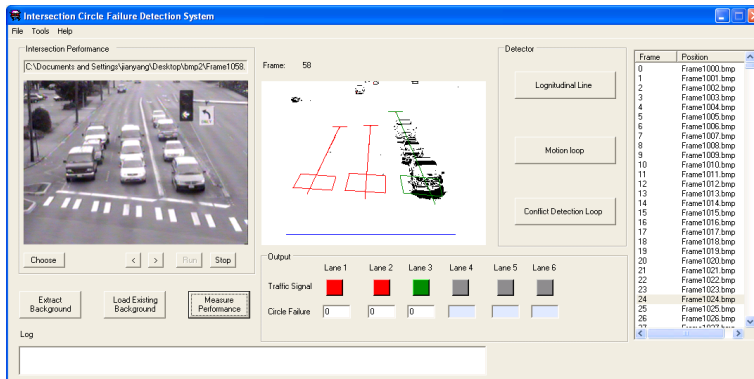 Intersection Circle Failure Detection System
File Tools Help
Intersection Performance
C:\Documents and Settings\jianyang\Desktop\bmp2\Frame1058.
Choose < > Run Stop
Extract Background
Load Existing Background
Measure Performance
Log
Frame: 58
Detector
Lognitudinal Line
Motion loop
Conflict Detection Loop
Output
Lane 1 Lane 2 Lane 3 Lane 4 Lane 5 Lane 6
Traffic Signal
Circle Failure 0 0 0
Frame Position
0 Frame1000.bmp
1 Frame1001.bmp
2 Frame1002.bmp
3 Frame1003.bmp
4 Frame1004.bmp
5 Frame1005.bmp
6 Frame1006.bmp
7 Frame1007.bmp
8 Frame1008.bmp
9 Frame1009.bmp
10 Frame1010.bmp
11 Frame1011.bmp
12 Frame1012.bmp
13 Frame1013.bmp
14 Frame1014.bmp
15 Frame1015.bmp
16 Frame1016.bmp
17 Frame1017.bmp
18 Frame1018.bmp
19 Frame1019.bmp
20 Frame1020.bmp
21 Frame1021.bmp
22 Frame1022.bmp
23 Frame1023.bmp
24 Frame1024.bmp
25 Frame1025.bmp
26 Frame1026.bmp
27 Frame1027.bmp